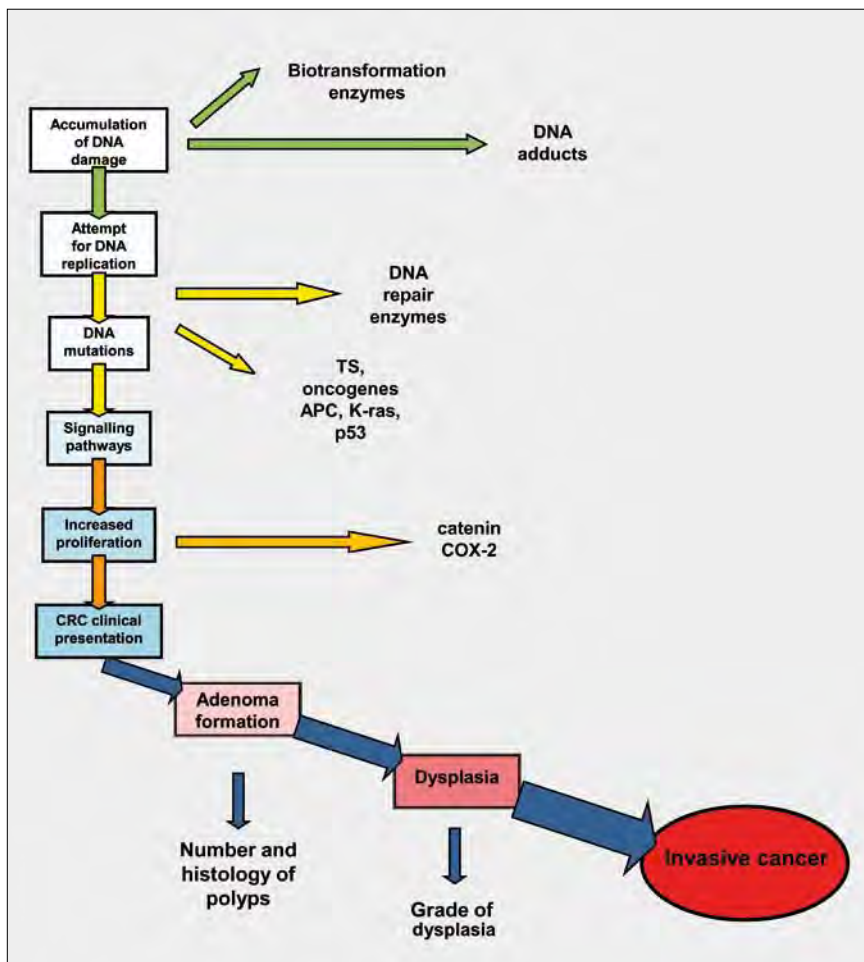 Biotransformation
enzymes
Accumulation
of DNA
damage
DNA
adducts
Attempt
for DNA
replication
DNA
repair
enzymes
DNA
mutations
TS,
oncogenes
APC, K-ras,
p53
Signalling
pathways
Increased
proliferation
catenin
COX-2
CRC clinical
presentation
Adenoma
formation
Dysplasia
Number and
histology of
polyps
Invasive cancer
Grade of
dysplasia